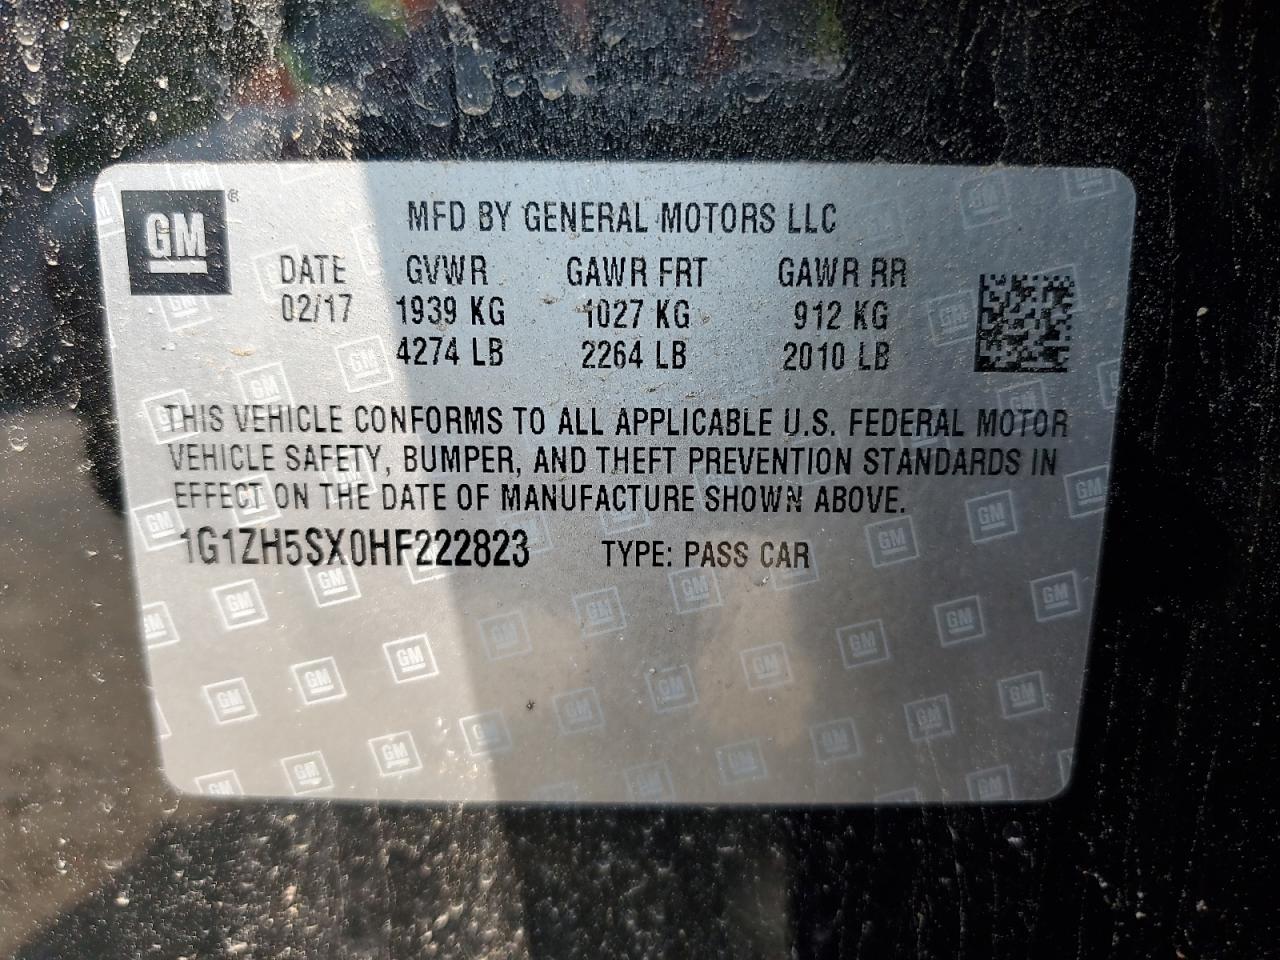 GM ®
MFD BY GENERAL MOTORS LLC
DATE GVWR GAWR FRT GAWR RR
02/17 1939 KG 1027 KG 912 KG
4274 LB 2264 LB 2010 LB
THIS VEHICLE CONFORMS TO ALL APPLICABLE U.S. FEDERAL MOTOR
VEHICLE SAFETY, BUMPER, AND THEFT PREVENTION STANDARDS IN
EFFECT ON THE DATE OF MANUFACTURE SHOWN ABOVE.
1G1ZH5SX0HF222823 TYPE: PASS CAR